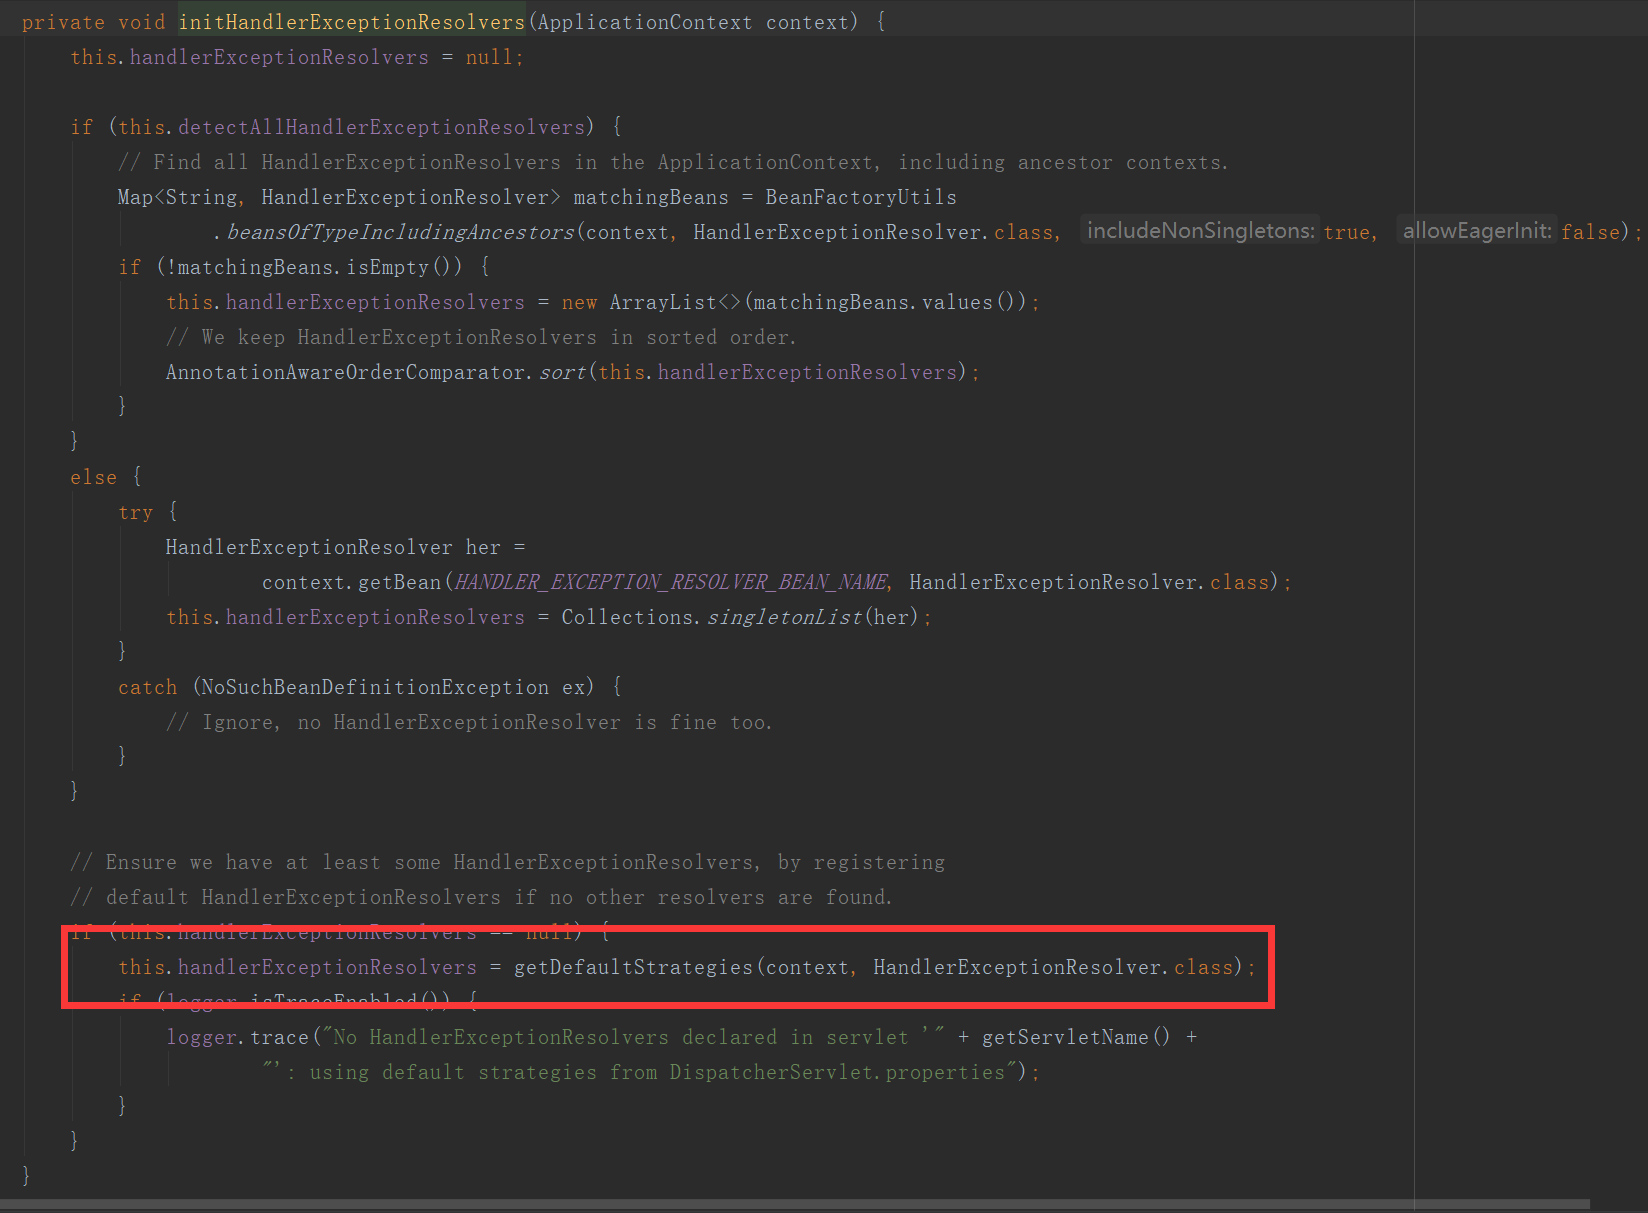 private void initHandlerExceptionResolvers(ApplicationContext context) {
this.handlerExceptionResolvers = null;
if (this.detectAllHandlerExceptionResolvers) {
// Find all HandlerExceptionResolvers in the ApplicationContext, including ancestor contexts.
Map<String, HandlerExceptionResolver> matchingBeans = BeanFactoryUtils
.beansOfTypeIncludingAncestors(context, HandlerExceptionResolver.class, includeNonSingletons: true, allowEagerInit: false);
if (!matchingBeans.isEmpty()) {
this.handlerExceptionResolvers = new ArrayList<>(matchingBeans.values());
// We keep HandlerExceptionResolvers in sorted order.
AnnotationAwareOrderComparator.sort(this.handlerExceptionResolvers);
}
}
else {
try {
HandlerExceptionResolver her =
context.getBean(HANDLER_EXCEPTION_RESOLVER_BEAN_NAME, HandlerExceptionResolver.class);
this.handlerExceptionResolvers = Collections.singletonList(her);
}
catch (NoSuchBeanDefinitionException ex) {
// Ignore, no HandlerExceptionResolver is fine too.
}
}
// Ensure we have at least some HandlerExceptionResolvers, by registering
// default HandlerExceptionResolvers if no other resolvers are found.
if (this.handlerExceptionResolvers == null) {
this.handlerExceptionResolvers = getDefaultStrategies(context, HandlerExceptionResolver.class);
if (logger.isTraceEnabled()) {
logger.trace("No HandlerExceptionResolvers declared in servlet '" + getServletName() +
"': using default strategies from DispatcherServlet.properties");
}
}
}